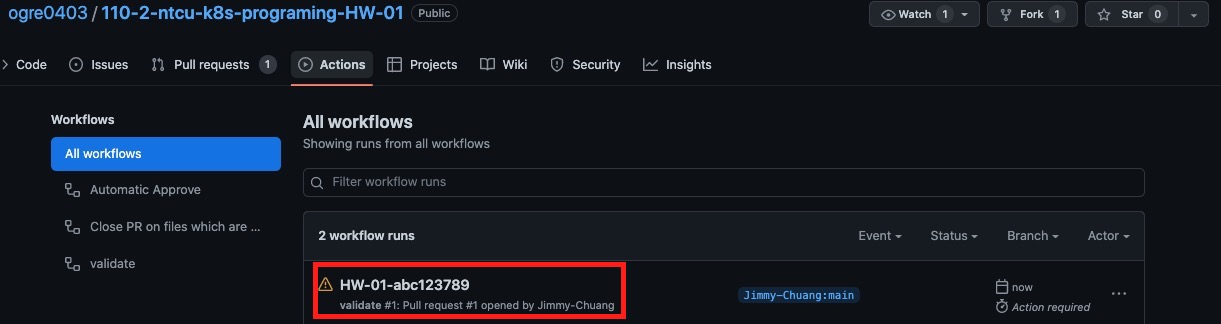 ogre0403 / 110-2-ntcu-k8s-programing-HW-01 Public Watch 1 Fork 1 Star 0
Code Issues Pull requests 1 Actions Projects Wiki Security Insights
Workflows
All workflows
Automatic Approve
Close PR on files which are ...
validate
All workflows
Showing runs from all workflows
Filter workflow runs
2 workflow runs Event Status Branch Actor
HW-01-abc123789
validate #1: Pull request #1 opened by Jimmy-Chuang
Jimmy-Chuang:main
now
Action required